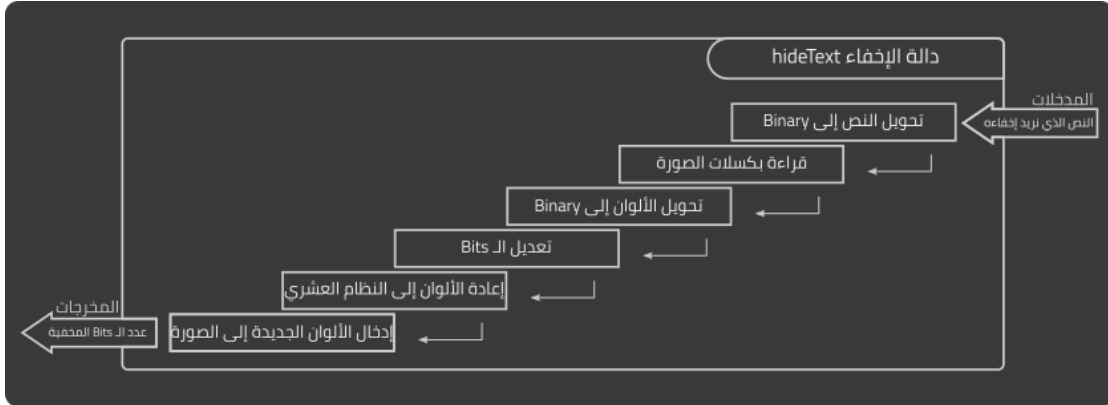 دالة الإخفاء hideText
المدخلات
النص الذي نريد إخفاءه
تحويل النص إلى Binary
قراءة بكسلات الصورة
تحويل الألوان إلى Binary
تعديل الـ Bits
إعادة الألوان إلى النظام العشري
إدخال الألوان الجديدة إلى الصورة
المخرجات
عدد الـ Bits المخفية